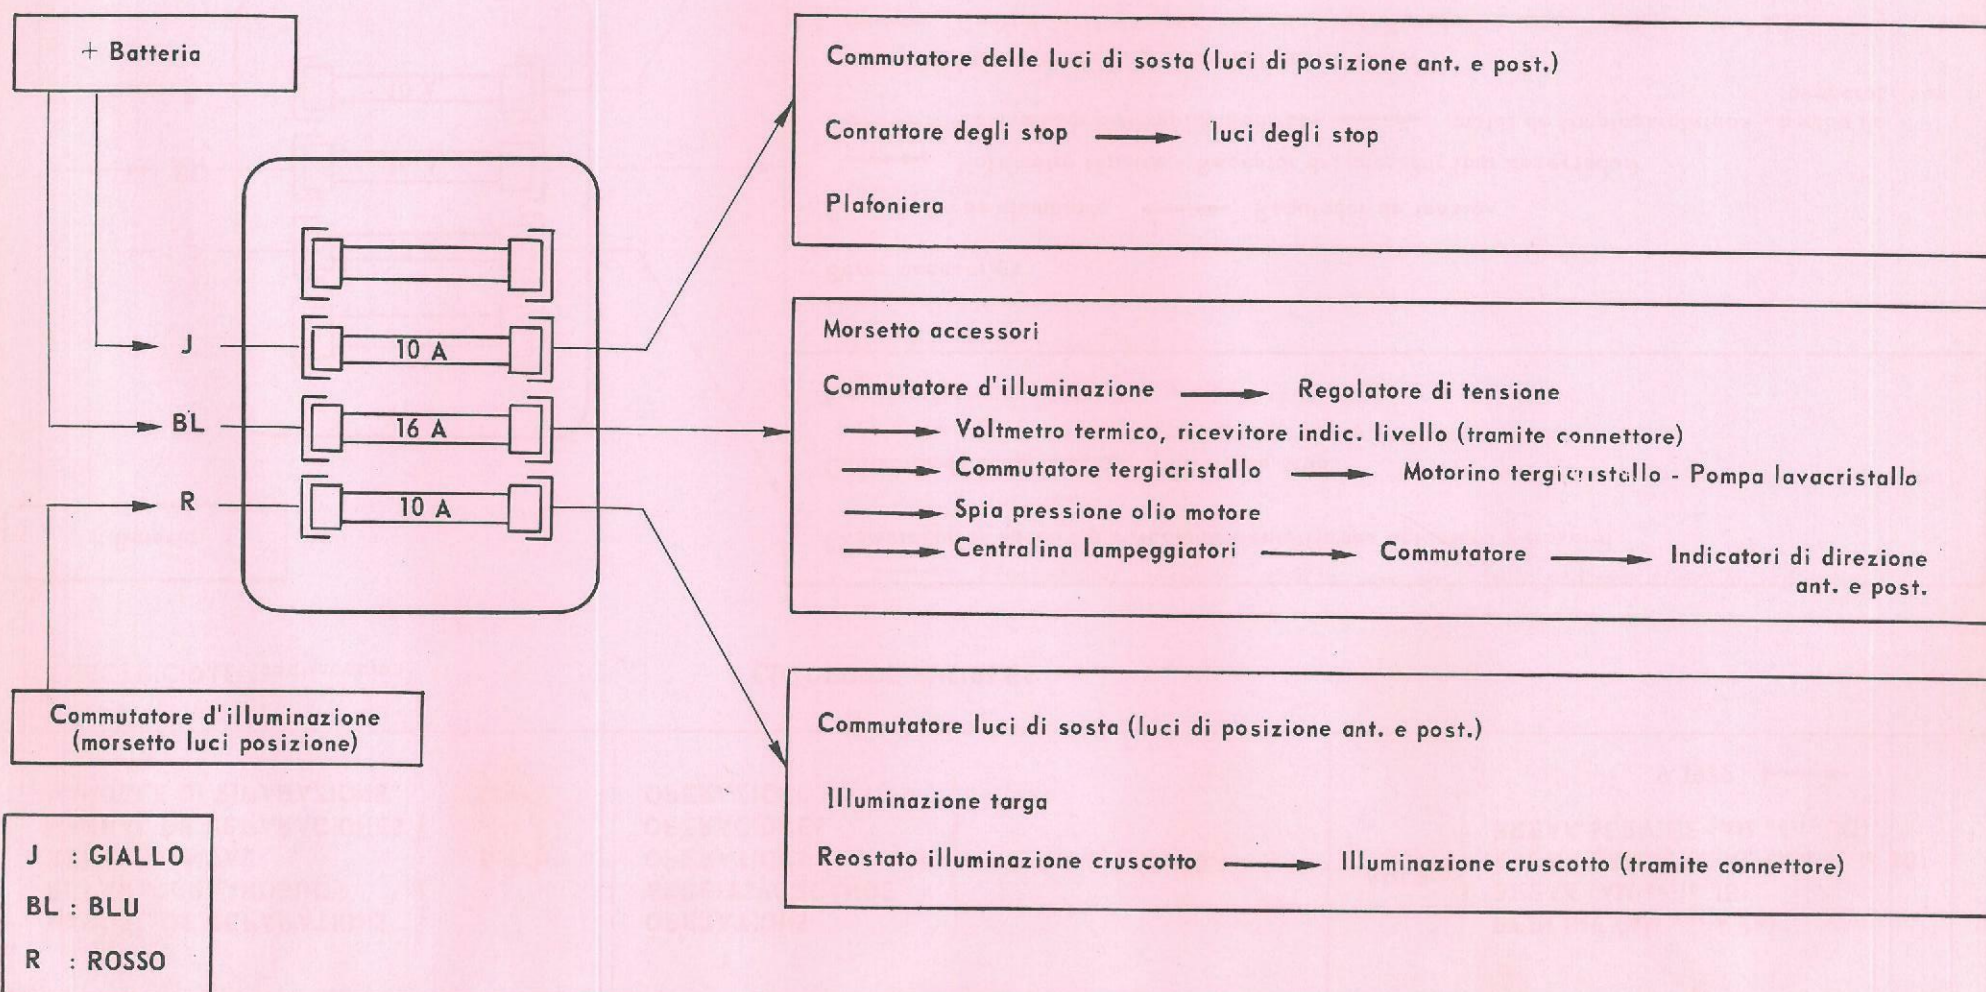 + Batteria
J
10 A
BL
16 A
R
10 A
Commutatore d'illuminazione
(morsetto luci posizione)
J : GIALLO
BL : BLU
R : ROSSO
Commutatore delle luci di sosta (luci di posizione ant. e post.)
Contattore degli stop → luci degli stop
Plafoniera
Morsetto accessori
Commutatore d'illuminazione → Regolatore di tensione
→ Voltmetro termico, ricevitore indic. livello (tramite connettore)
→ Commutatore tergicristallo → Motorino tergicristallo - Pompa lavacristallo
→ Spia pressione olio motore
→ Centralina lampeggiatori → Commutatore → Indicatori di direzione
ant. e post.
Commutatore luci di sosta (luci di posizione ant. e post.)
Illuminazione targa
Reostato illuminazione cruscotto → Illuminazione cruscotto (tramite connettore)